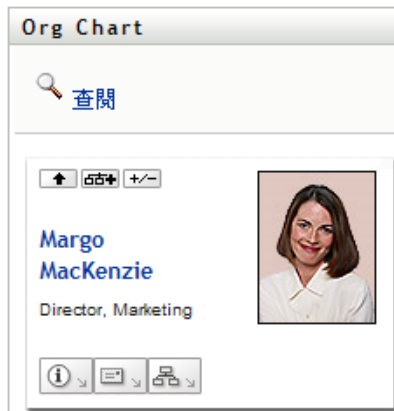 Org Chart
查閱
+/−
Margo
MacKenzie
Director, Marketing